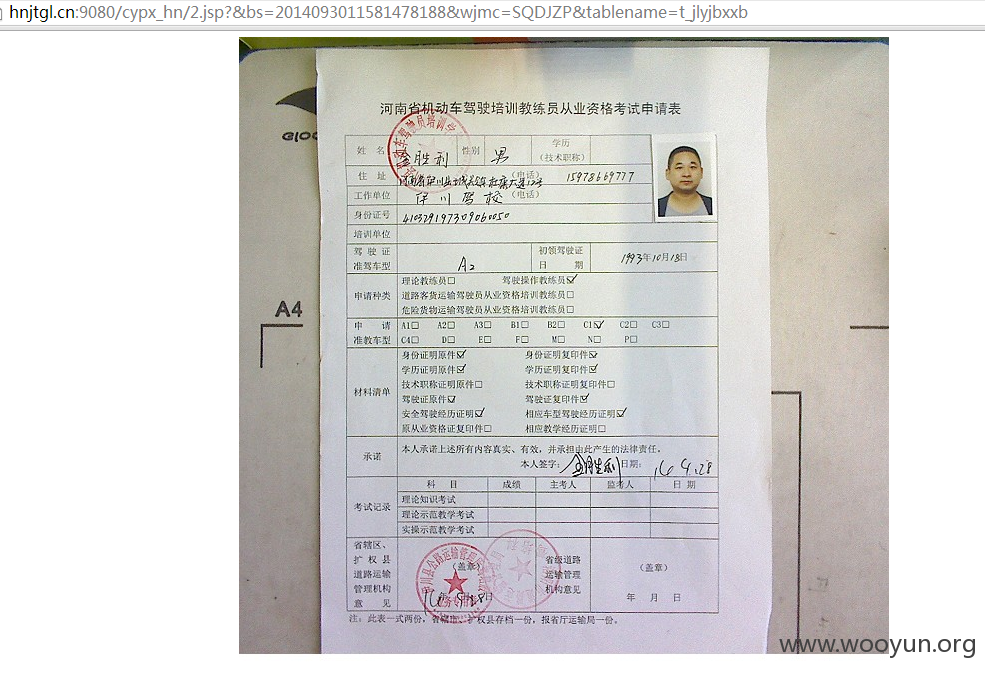 hnjtgl.cn:9080/cypx_hn/2.jsp?&bs=2014093011581478188&wjmc=SQDJZP&tablename=t_jlyjbxxb
河南省机动车驾驶培训教练员从业资格考试申请表
姓 名 金胜利 性别 男 学历（技术职称）
住 址 （电话） 15978669777
工作单位 伊川驾校 （电话）
身份证号 410329197309060050
培训单位
驾驶证准驾车型 A2 初领驾驶证日期 1993年10月18日
申请种类 理论教练员□ 驾驶操作教练员☑
道路客货运输驾驶员从业资格培训教练员□
危险货物运输驾驶员从业资格培训教练员□
申 请 A1□ A2□ A3□ B1□ B2□ C1☑ C2□ C3□
准教车型 C4□ D□ E□ F□ M□ N□ P□
材料清单
身份证明原件☑ 身份证明复印件☑
学历证明原件☑ 学历证明复印件☑
技术职称证明原件□ 技术职称证明复印件□
驾驶证原件☑ 驾驶证复印件☑
安全驾驶经历证明☑ 相应车型驾驶经历证明☑
原从业资格证复印件□ 相应教学经历证明□
承诺 本人承诺上述所有内容真实、有效，并承担由此产生的法律责任。
本人签字：金胜利 日期：
考试记录 科 目 成绩 主考人 监考人 日 期
理论知识考试
理论示范教学考试
实操示范教学考试
省辖区、扩权县道路运输管理机构意见 （盖章） 年 月 日
省级道路运输管理机构意见 （盖章） 年 月 日
注：此表一式两份，省辖市、扩权县存档一份，报省厅运输局一份。
A4
www.wooyun.org